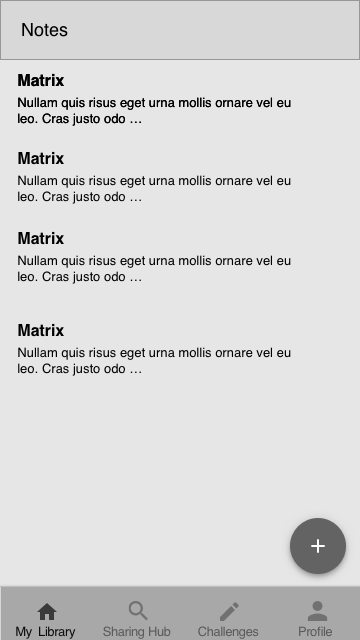 Notes
Matrix
Nullam quis risus eget urna mollis ornare vel eu
leo. Cras justo odo ...
Matrix
Nullam quis risus eget urna mollis ornare vel eu
leo. Cras justo odo ...
Matrix
Nullam quis risus eget urna mollis ornare vel eu
leo. Cras justo odo ...
Matrix
Nullam quis risus eget urna mollis ornare vel eu
leo. Cras justo odo ...
+
My Library Sharing Hub Challenges Profile